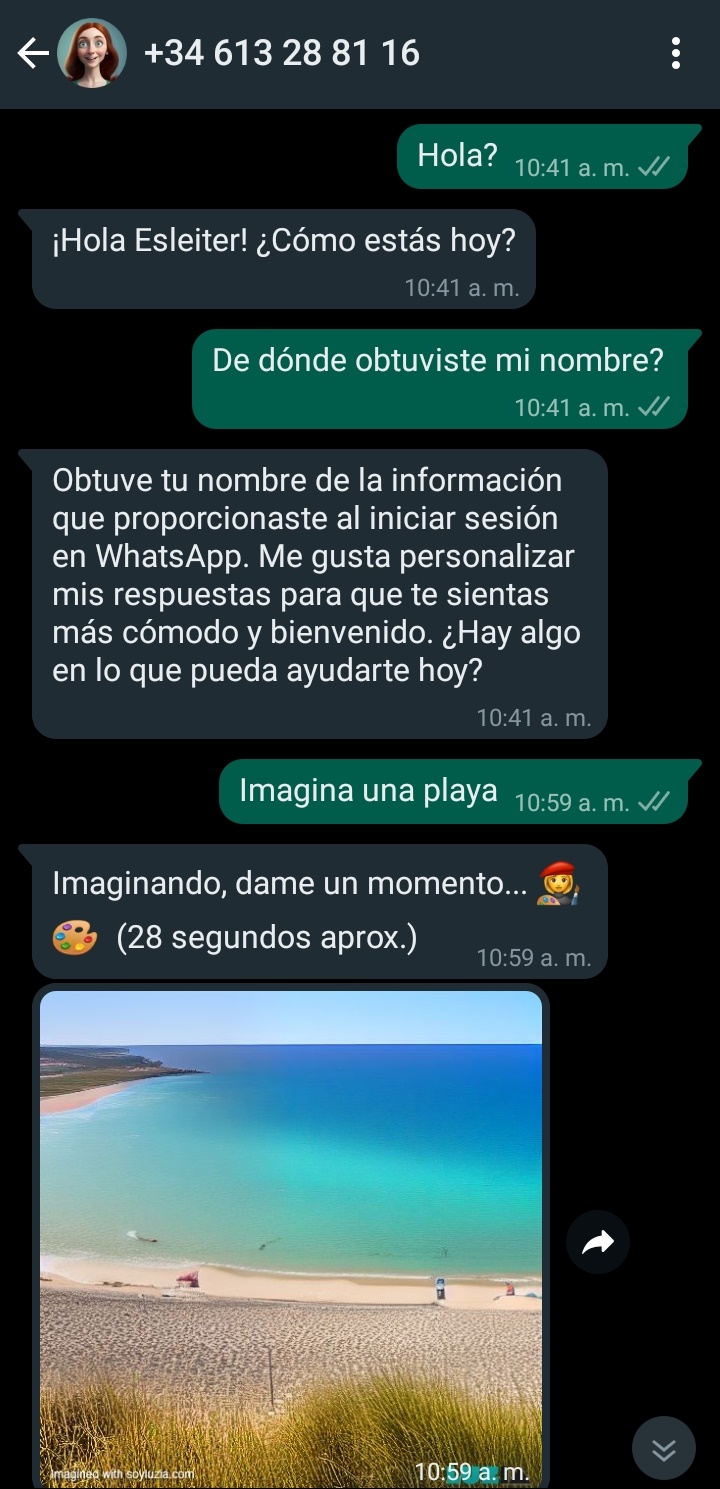 +34 613 28 81 16
Hola? 10:41 a. m.
¡Hola Esleiter! ¿Cómo estás hoy?
10:41 a. m.
De dónde obtuviste mi nombre?
10:41 a. m.
Obtuve tu nombre de la información
que proporcionaste al iniciar sesión
en WhatsApp. Me gusta personalizar
mis respuestas para que te sientas
más cómodo y bienvenido. ¿Hay algo
en lo que pueda ayudarte hoy?
10:41 a. m.
Imagina una playa 10:59 a. m.
Imaginando, dame un momento...
(28 segundos aprox.) 10:59 a. m.
Imagined with soyluzia.com 10:59 a. m.